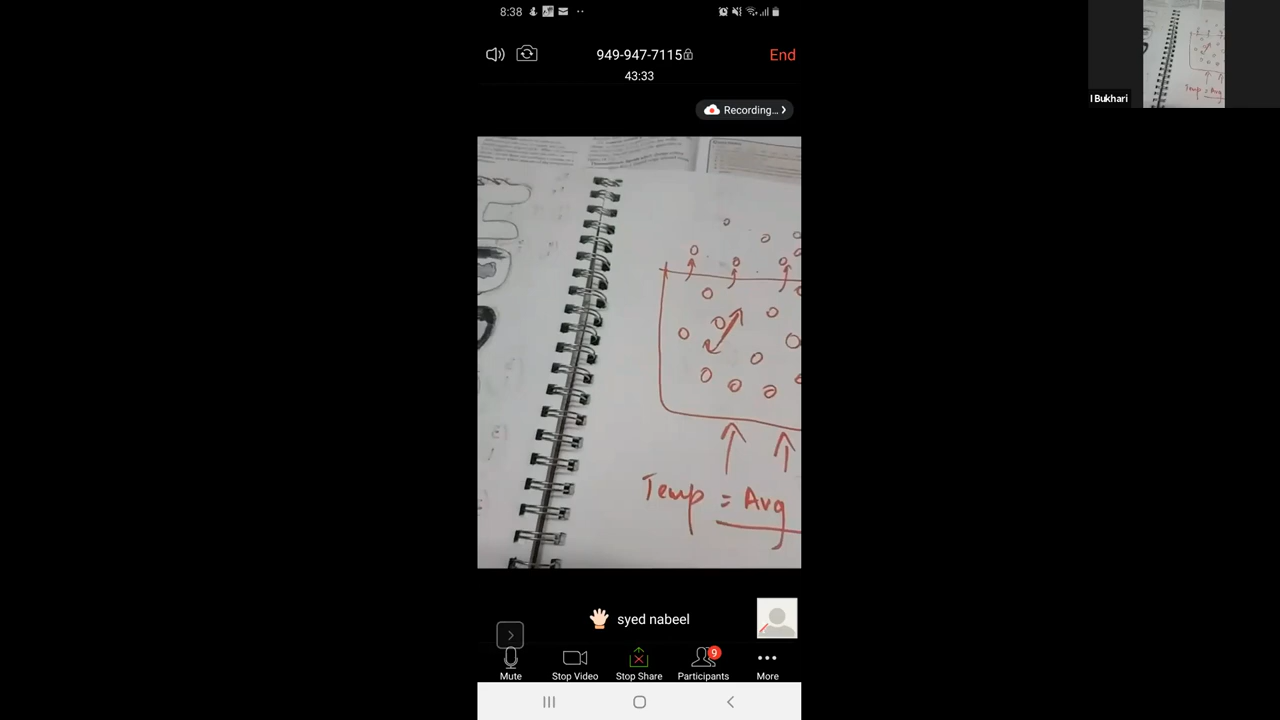 8:38
949-947-7115
End
43:33
Recording...
I Bukhari
Temp = Avg
syed nabeel
9
Mute
Stop Video
Stop Share
Participants
More